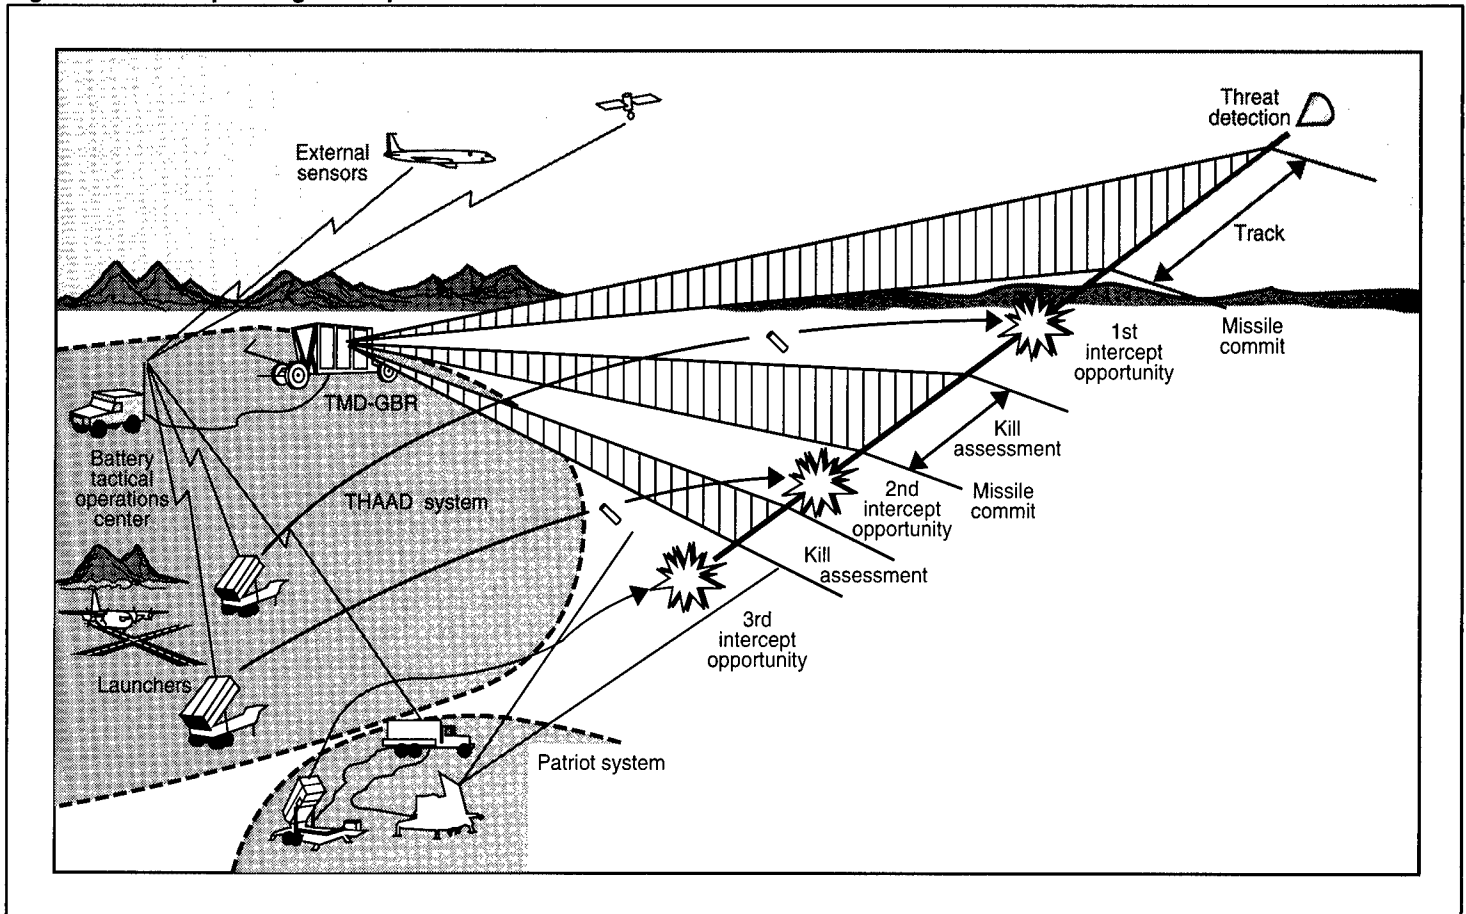 Threat
detection
External
sensors
Track
Missile
commit
1st
intercept
opportunity
TMD-GBR
Kill
assessment
Battery
tactical
operations
center
THAAD system
2nd
intercept
opportunity
Missile
commit
Kill
assessment
3rd
intercept
opportunity
Launchers
Patriot system